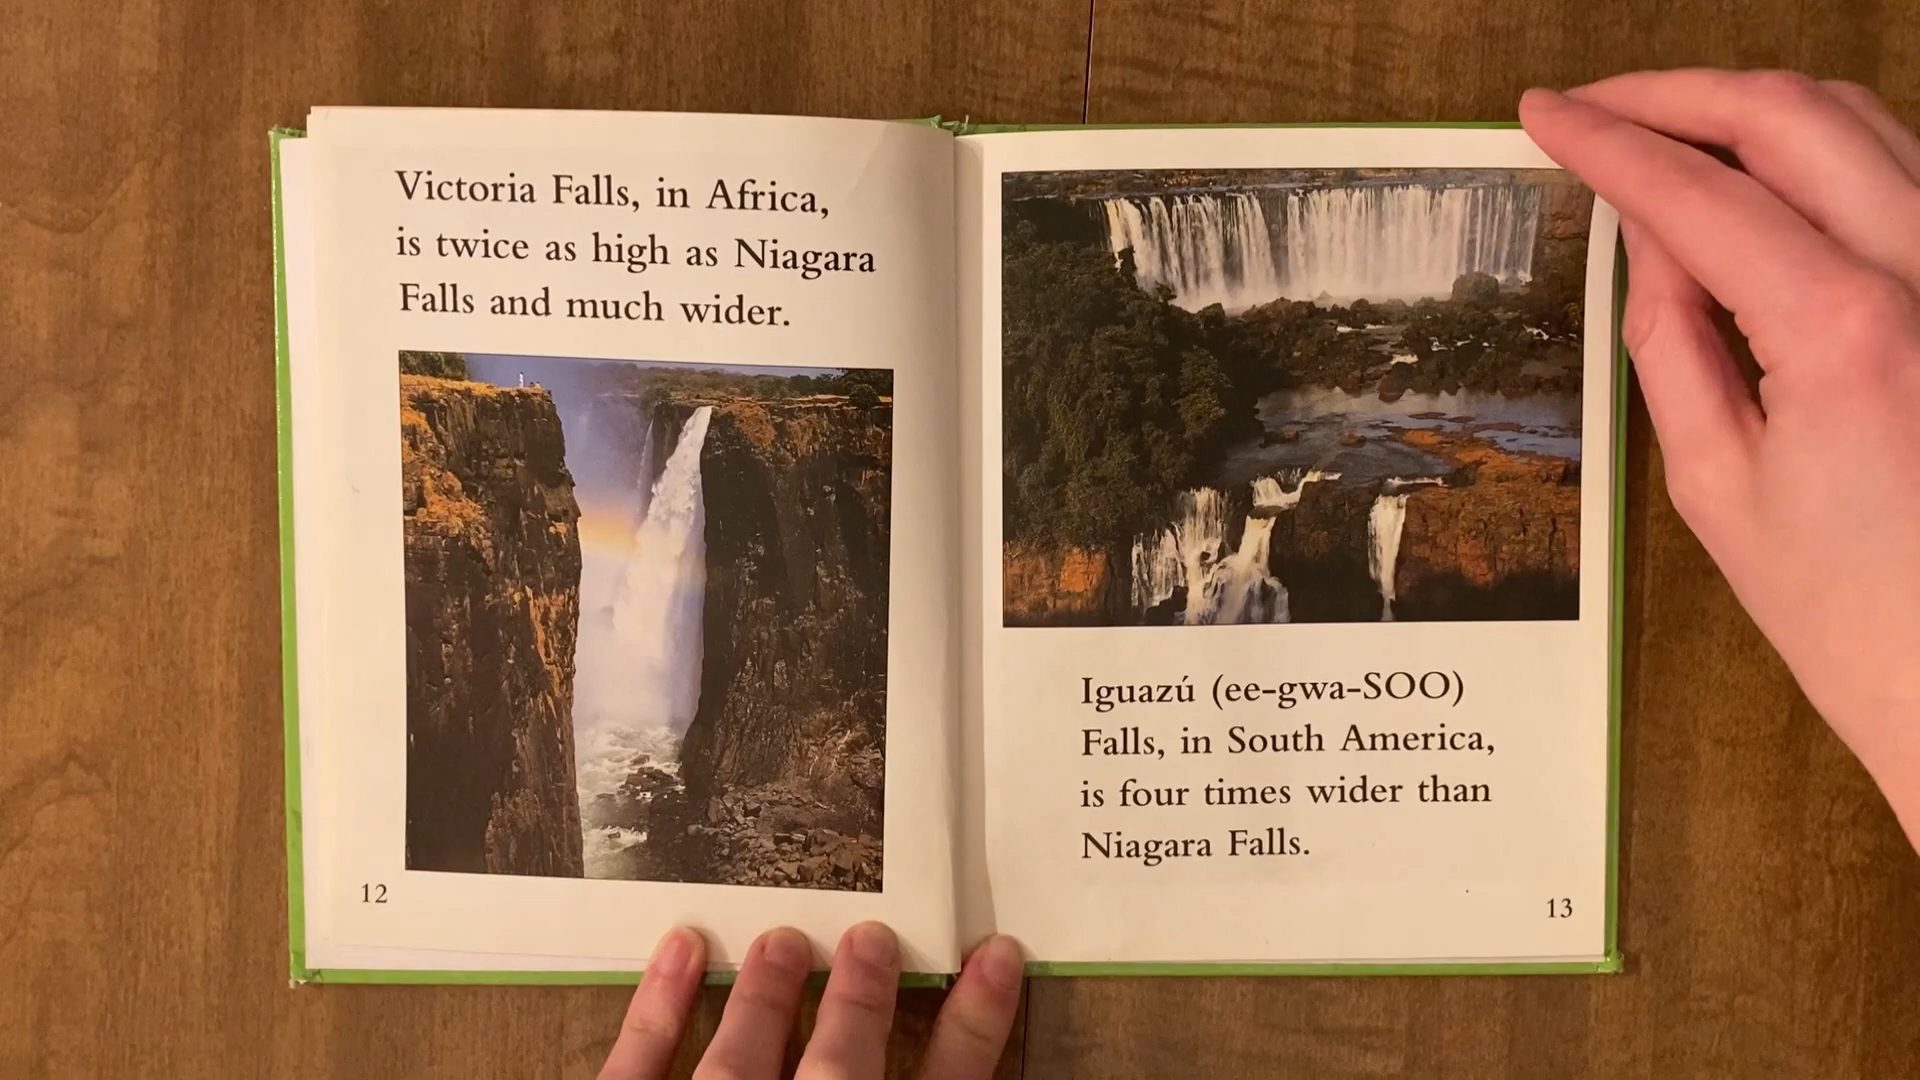 Victoria Falls, in Africa,
is twice as high as Niagara
Falls and much wider.
12
Iguazú (ee-gwa-SOO)
Falls, in South America,
is four times wider than
Niagara Falls.
13